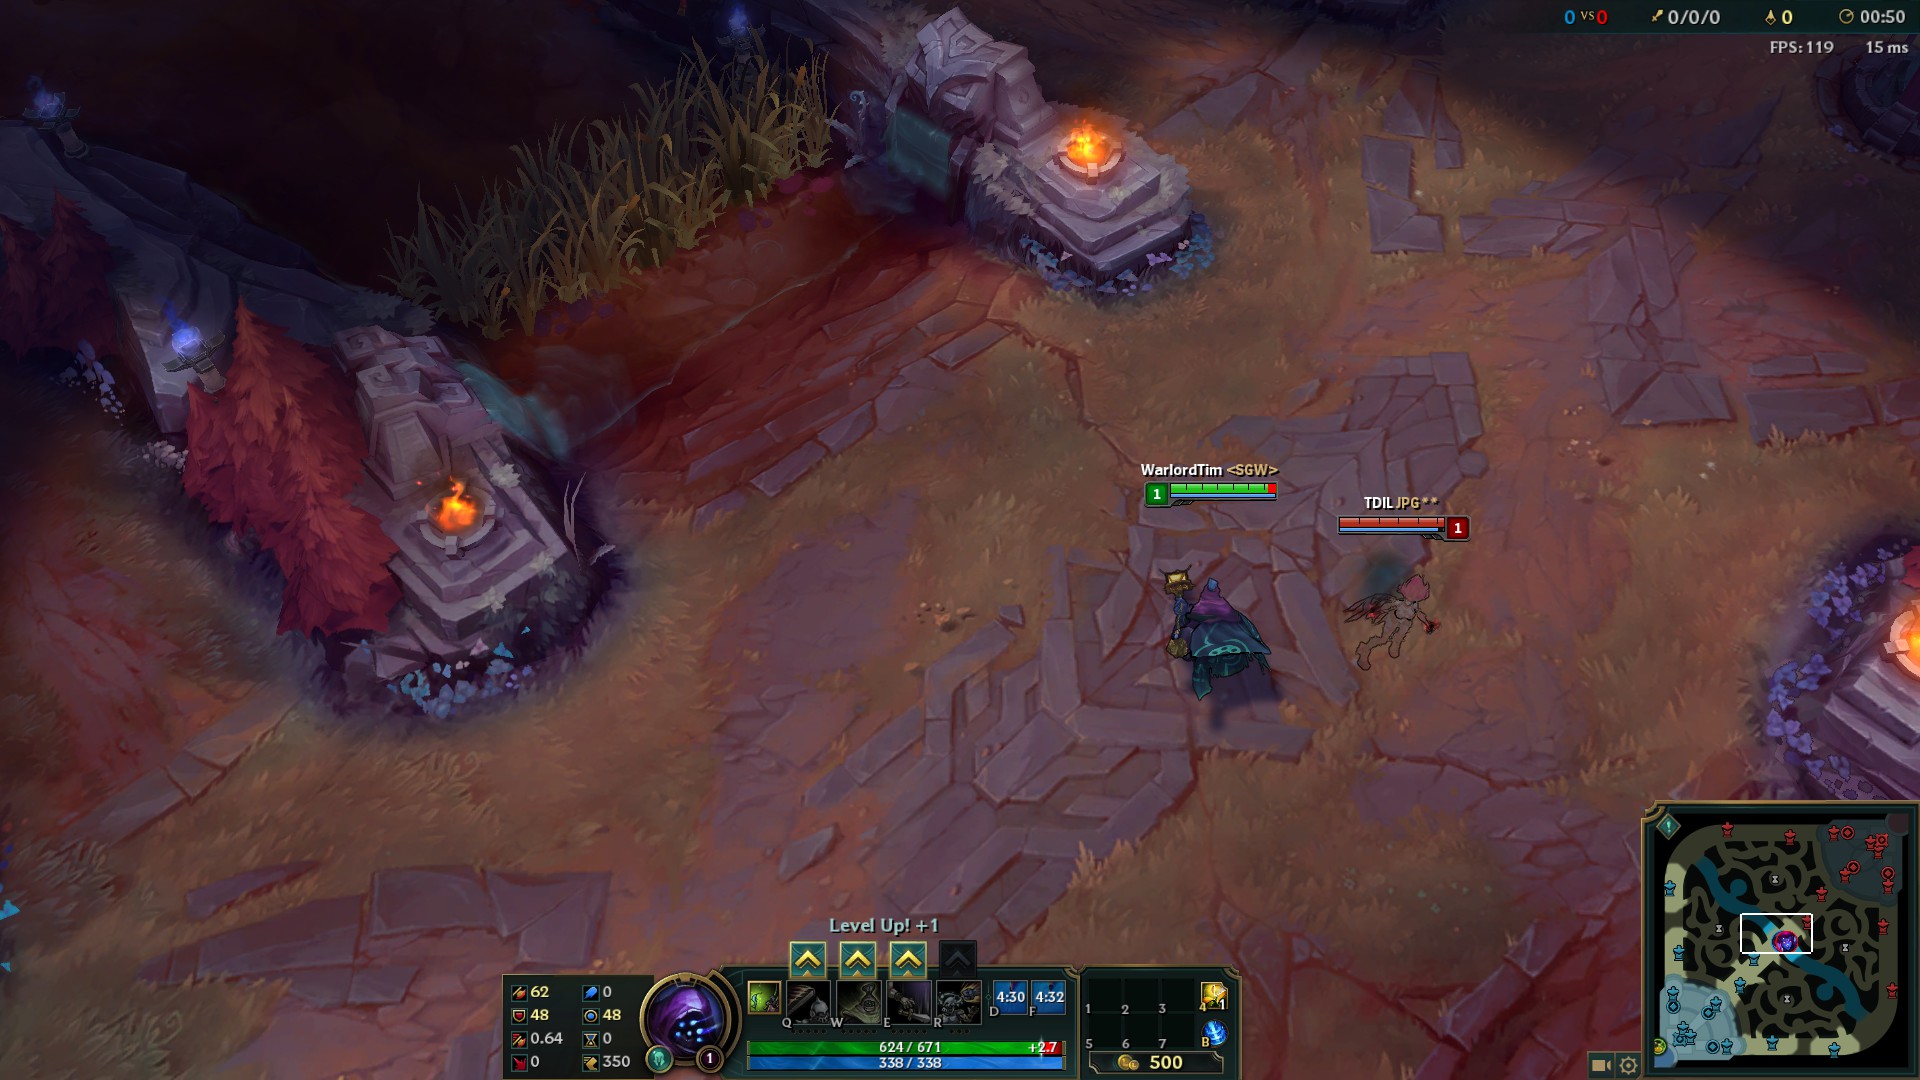 0 vs 0 0/0/0 0 00:50
FPS: 119 15 ms
WarlordTim <SGW>
1
TDIL JPG**
1
Level Up! +1
62 0
48 48
0.64 0
0 350
1
Q W E R
4:30 4:32
D F
624 / 671 +2.7
338 / 338
1 2 3 4 1
5 6 7 B
500